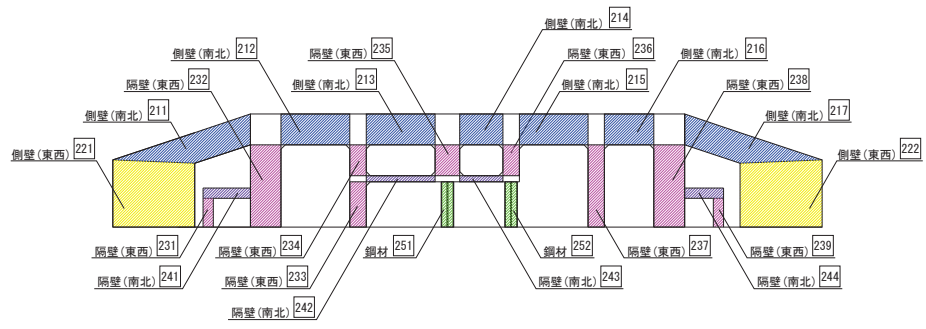 側壁(南北) 214
側壁(南北) 212
隔壁(東西) 235
隔壁(東西) 236
側壁(南北) 216
隔壁(東西) 232
側壁(南北) 213
側壁(南北) 215
隔壁(東西) 238
側壁(南北) 211
側壁(南北) 217
側壁(東西) 221
側壁(東西) 222
隔壁(東西) 231
隔壁(東西) 234
鋼材 251
鋼材 252
隔壁(東西) 237
隔壁(東西) 239
隔壁(南北) 241
隔壁(東西) 233
隔壁(南北) 243
隔壁(南北) 244
隔壁(南北) 242